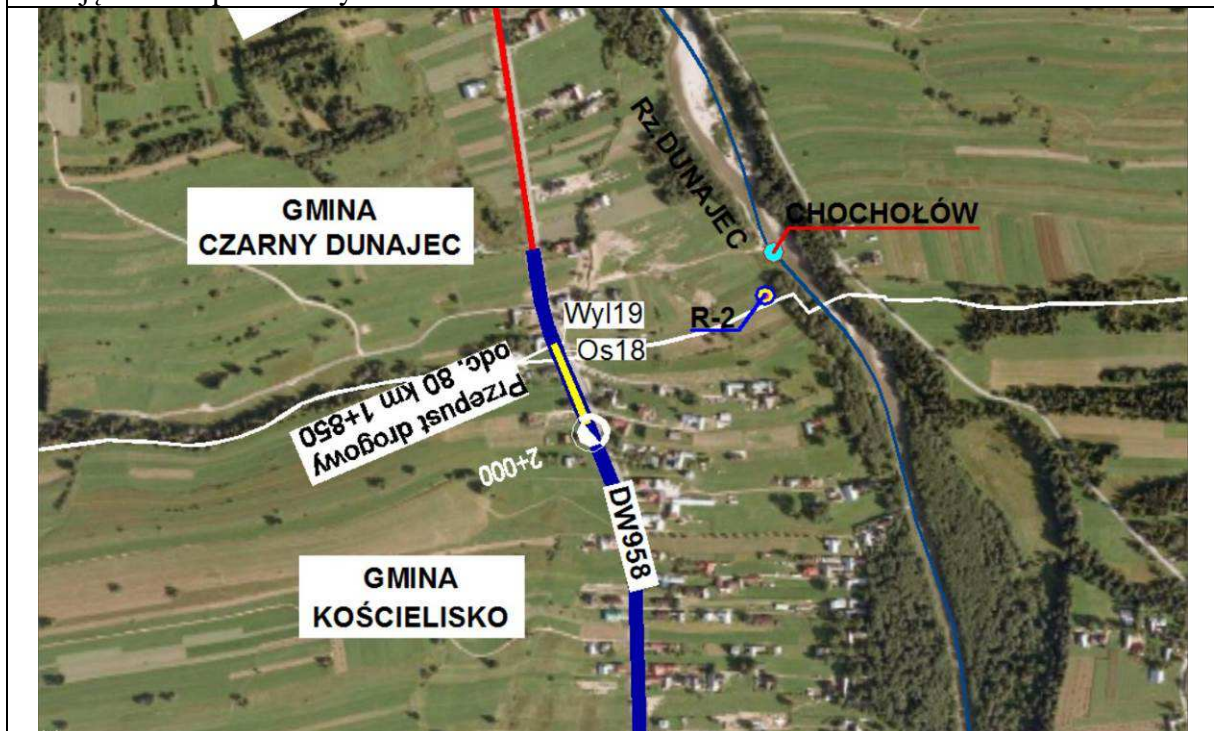 GMINA
CZARNY DUNAJEC
Rz.DUNAJEC
CHOCHOŁÓW
R-2
Wyl19
Os18
Przepust drogowy
odc. 80 km 1+850
2+000
DW958
GMINA
KOŚCIELISKO